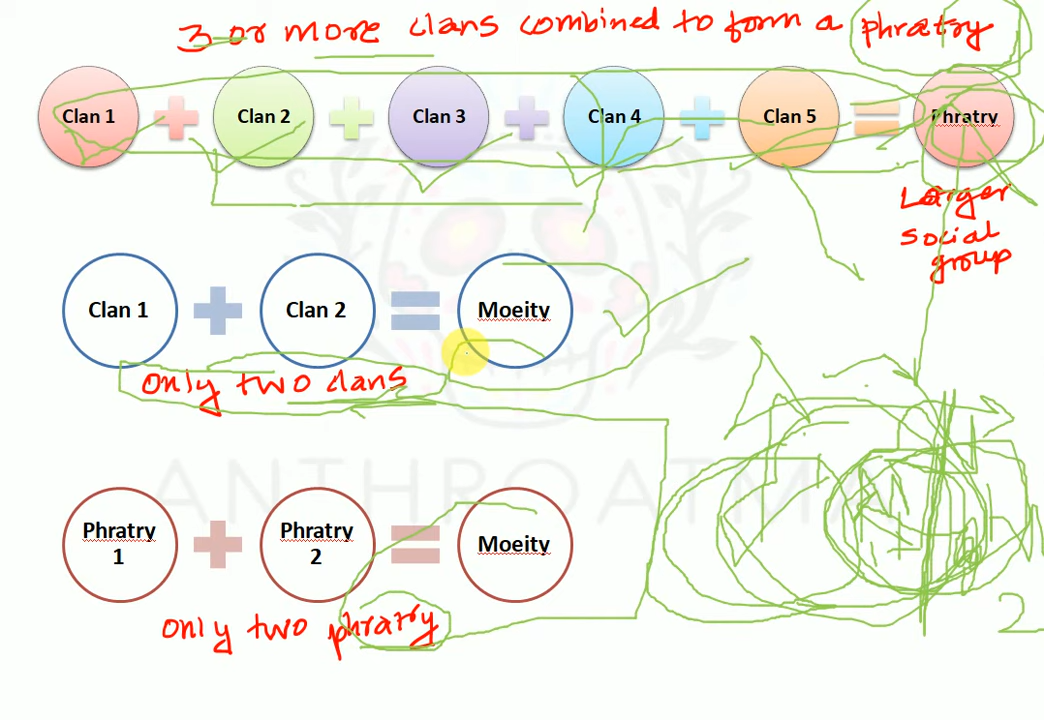 3 or more clans combined to form a phratry
Clan 1 Clan 2 Clan 3 Clan 4 Clan 5 Phratry
Larger
social
group
Clan 1 Clan 2 Moeity
only two clans
ANTHROATMA
Phratry
1
Phratry
2
Moeity
only two phratry
2